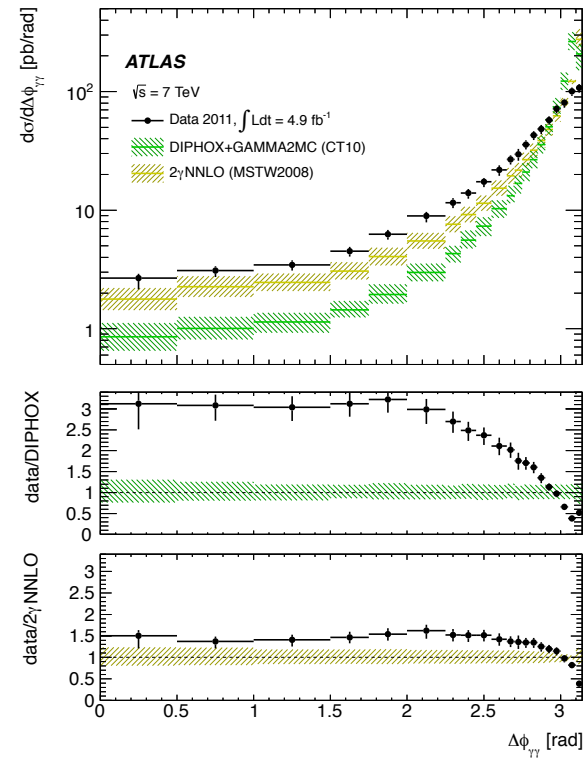 dσ/dΔϕγγ [pb/rad]
10²
10
1
ATLAS
√s = 7 TeV
Data 2011, ∫ Ldt = 4.9 fb⁻¹
DIPHOX+GAMMA2MC (CT10)
2γNNLO (MSTW2008)
data/DIPHOX
3
2.5
2
1.5
1
0.5
0
data/2γNNLO
3
2.5
2
1.5
1
0.5
0
0 0.5 1 1.5 2 2.5 3
Δϕγγ [rad]